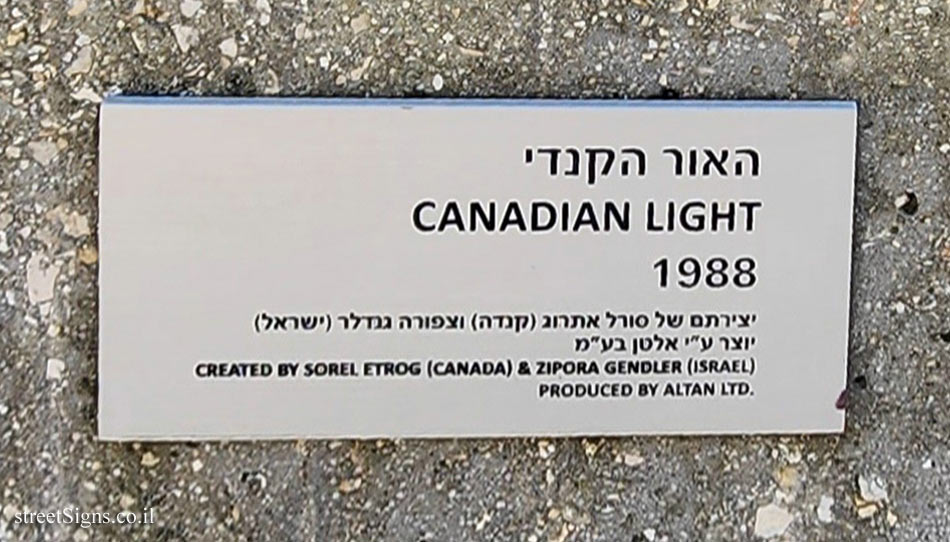 האור הקנדי
CANADIAN LIGHT
1988
יצירתם של סורל אתרוג (קנדה) וצפורה גנדלר (ישראל)
יוצר ע״י אלטן בע״מ
CREATED BY SOREL ETROG (CANADA) & ZIPORA GENDLER (ISRAEL)
PRODUCED BY ALTAN LTD.
streetSigns.co.il